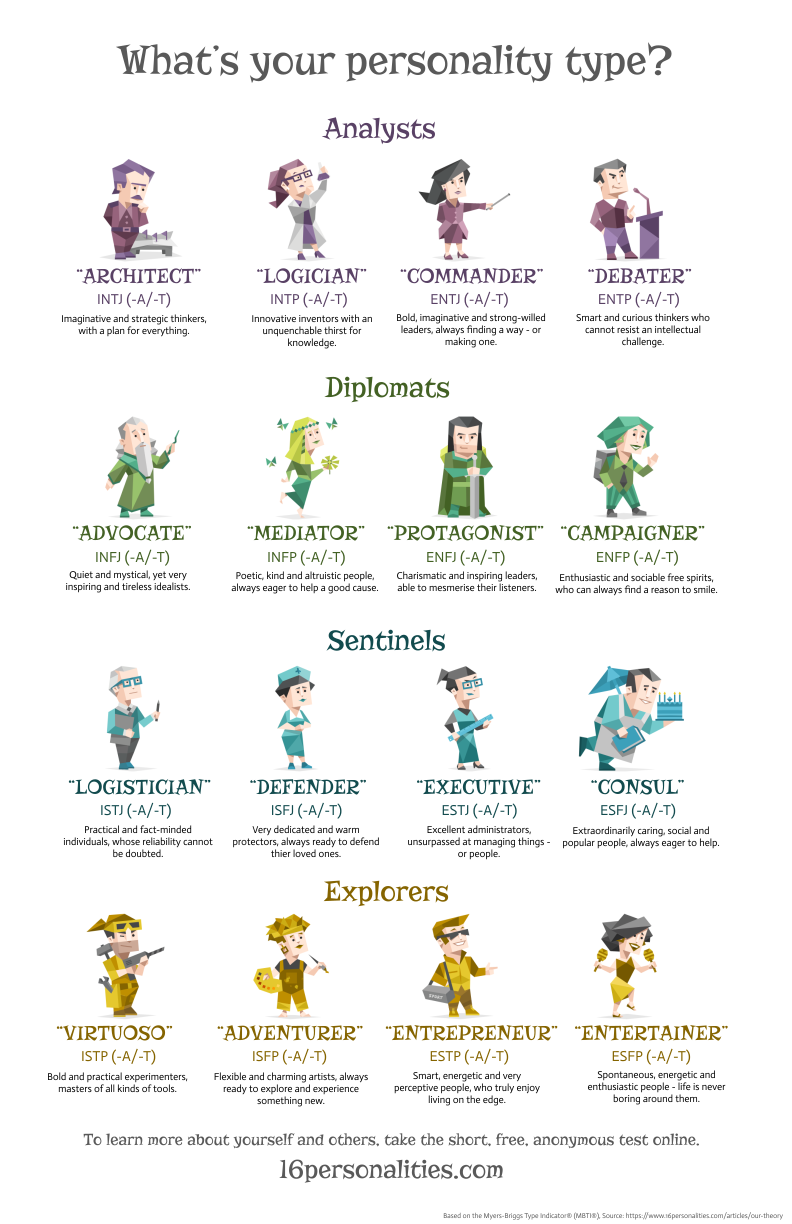 What's your personality type?
Analysts
"ARCHITECT"
INTJ (-A/-T)
Imaginative and strategic thinkers,
with a plan for everything.
"LOGICIAN"
INTP (-A/-T)
Innovative inventors with an
unquenchable thirst for
knowledge.
"COMMANDER"
ENTJ (-A/-T)
Bold, imaginative and strong-willed
leaders, always finding a way - or
making one.
"DEBATER"
ENTP (-A/-T)
Smart and curious thinkers who
cannot resist an intellectual
challenge.
Diplomats
"ADVOCATE"
INFJ (-A/-T)
Quiet and mystical, yet very
inspiring and tireless idealists.
"MEDIATOR"
INFP (-A/-T)
Poetic, kind and altruistic people,
always eager to help a good cause.
"PROTAGONIST"
ENFJ (-A/-T)
Charismatic and inspiring leaders,
able to mesmerise their listeners.
"CAMPAIGNER"
ENFP (-A/-T)
Enthusiastic and sociable free spirits,
who can always find a reason to smile.
Sentinels
"LOGISTICIAN"
ISTJ (-A/-T)
Practical and fact-minded
individuals, whose reliability cannot
be doubted.
"DEFENDER"
ISFJ (-A/-T)
Very dedicated and warm
protectors, always ready to defend
thier loved ones.
"EXECUTIVE"
ESTJ (-A/-T)
Excellent administrators,
unsurpassed at managing things -
or people.
"CONSUL"
ESFJ (-A/-T)
Extraordinarily caring, social and
popular people, always eager to help.
Explorers
SPORT
"VIRTUOSO"
ISTP (-A/-T)
Bold and practical experimenters,
masters of all kinds of tools.
"ADVENTURER"
ISFP (-A/-T)
Flexible and charming artists, always
ready to explore and experience
something new.
"ENTREPRENEUR"
ESTP (-A/-T)
Smart, energetic and very
perceptive people, who truly enjoy
living on the edge.
"ENTERTAINER"
ESFP (-A/-T)
Spontaneous, energetic and
enthusiastic people - life is never
boring around them.
To learn more about yourself and others, take the short, free, anonymous test online.
16personalities.com
Based on the Myers-Briggs Type Indicator® (MBTI®), Source: https://www.16personalities.com/articles/our-theory